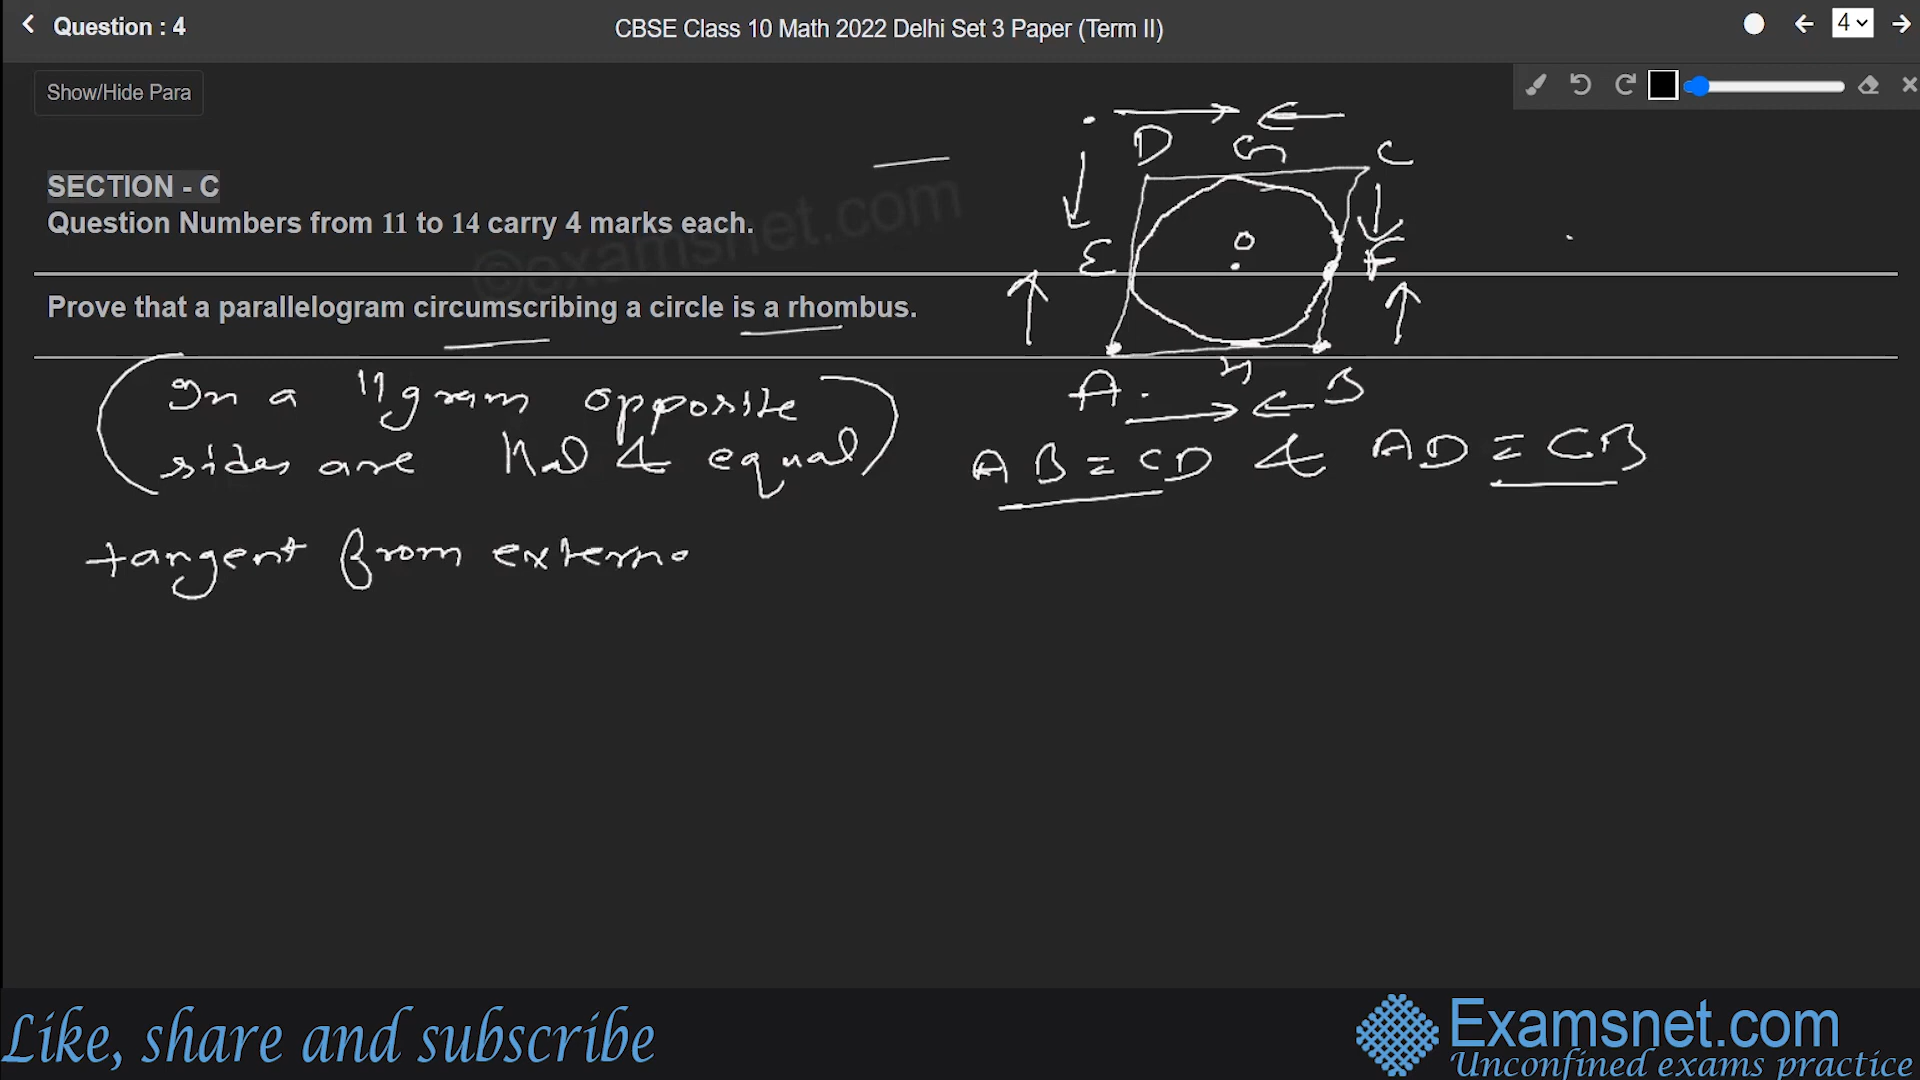 Question : 4
CBSE Class 10 Math 2022 Delhi Set 3 Paper (Term II)
4
Show/Hide Para
D G C
SECTION - C
©examsnet.com
Question Numbers from 11 to 14 carry 4 marks each.
O
E F
Prove that a parallelogram circumscribing a circle is a rhombus.
In a ||gram opposite
A H B
sides are ||al & equal
AB = CD & AD = CB
tangent from externa
Like, share and subscribe
Examsnet.com
Unconfined exams practice